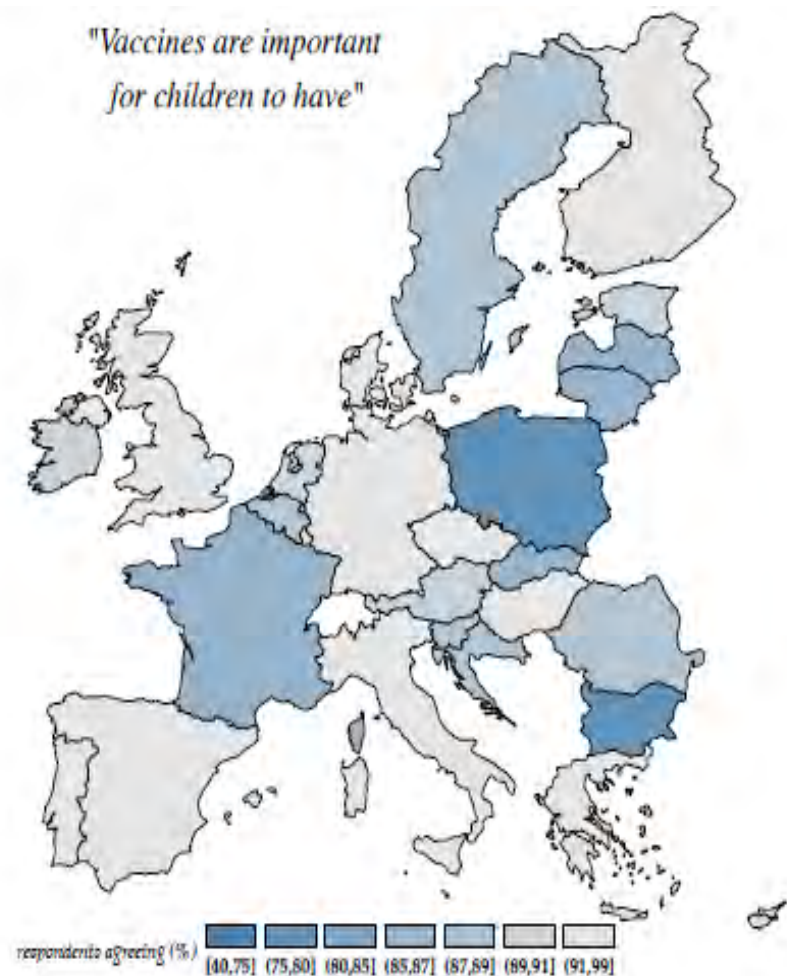 "Vaccines are important
for children to have"
respondents agreeing (%)
[40,75] (75,80] (80,85] (85,87] (87,89] (89,91] (91,99]